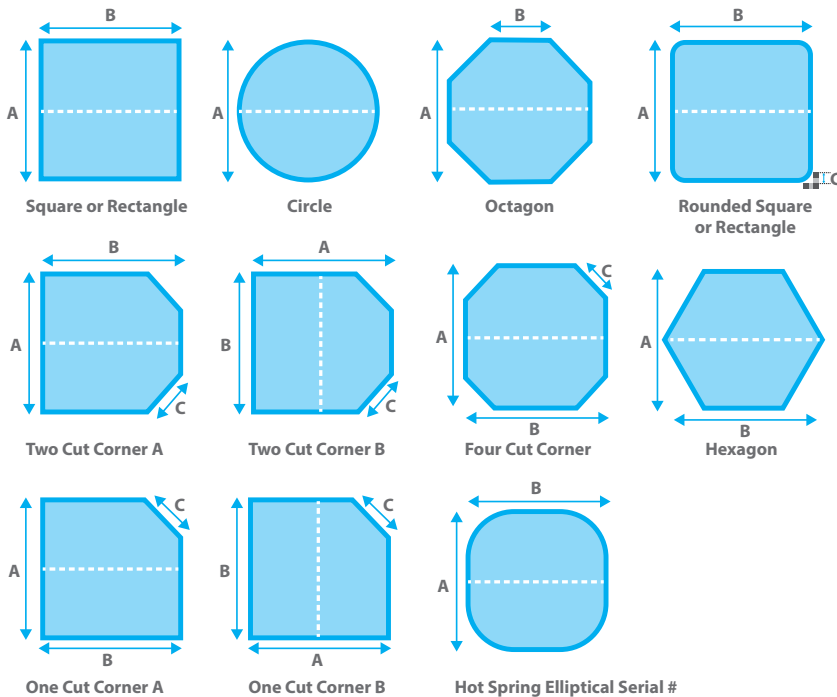 B
B
B
A
A
A
A
C
Square or Rectangle
Circle
Octagon
Rounded Square
or Rectangle
B
A
C
A
B
A
A
C
C
B
B
Two Cut Corner A
Two Cut Corner B
Four Cut Corner
Hexagon
B
C
C
A
B
A
B
A
One Cut Corner A
One Cut Corner B
Hot Spring Elliptical Serial #